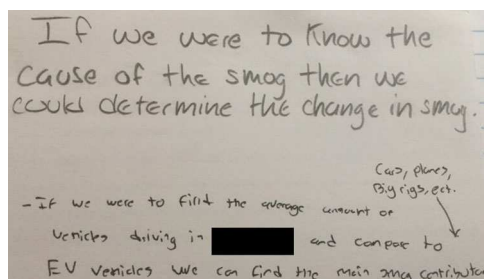 If we were to Know the
cause of the smog then we
could determine the change in smog.
Cars, planes,
Big rigs, ect.
- If we were to find the average amount of
vehicles driving in and compare to
EV vehicles we can find the main smog contributor